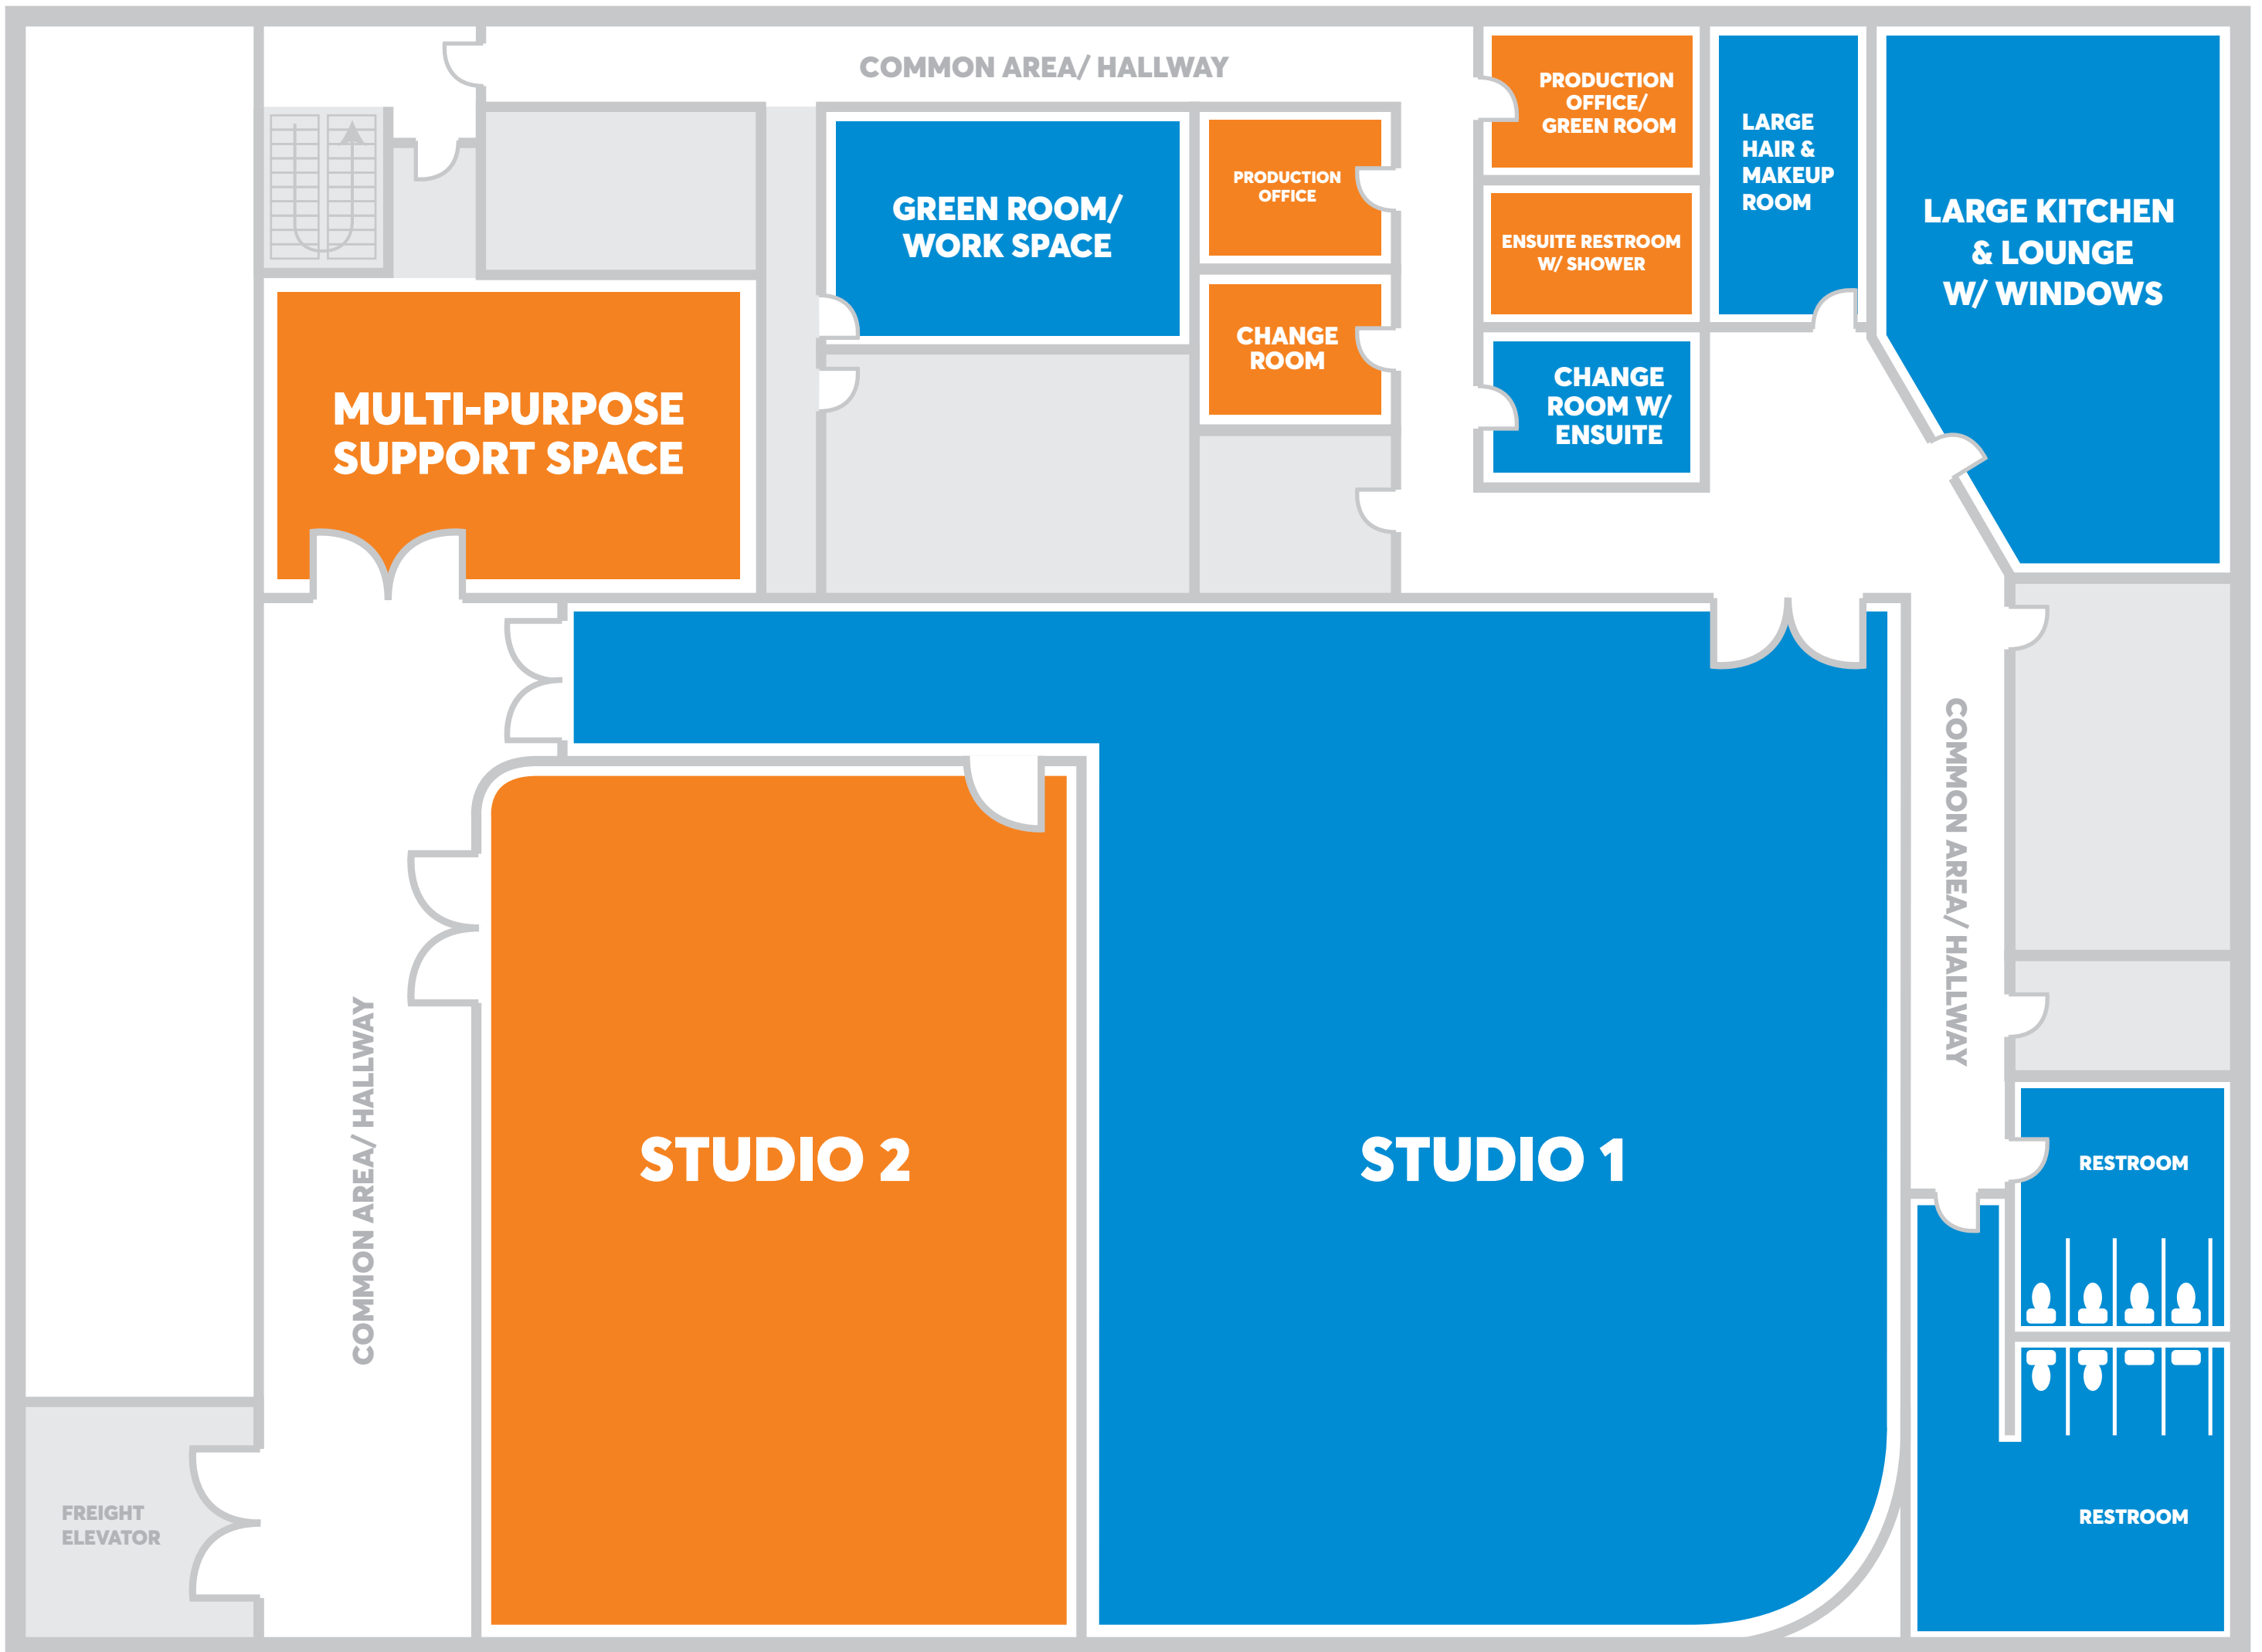 COMMON AREA/ HALLWAY
PRODUCTION
OFFICE/
GREEN ROOM
LARGE
HAIR &
MAKEUP
ROOM
LARGE KITCHEN
& LOUNGE
W/ WINDOWS
GREEN ROOM/
WORK SPACE
PRODUCTION
OFFICE
ENSUITE RESTROOM
W/ SHOWER
CHANGE
ROOM
CHANGE
ROOM W/
ENSUITE
MULTI-PURPOSE
SUPPORT SPACE
COMMON AREA/ HALLWAY
COMMON AREA/ HALLWAY
STUDIO 2
STUDIO 1
RESTROOM
FREIGHT
ELEVATOR
RESTROOM